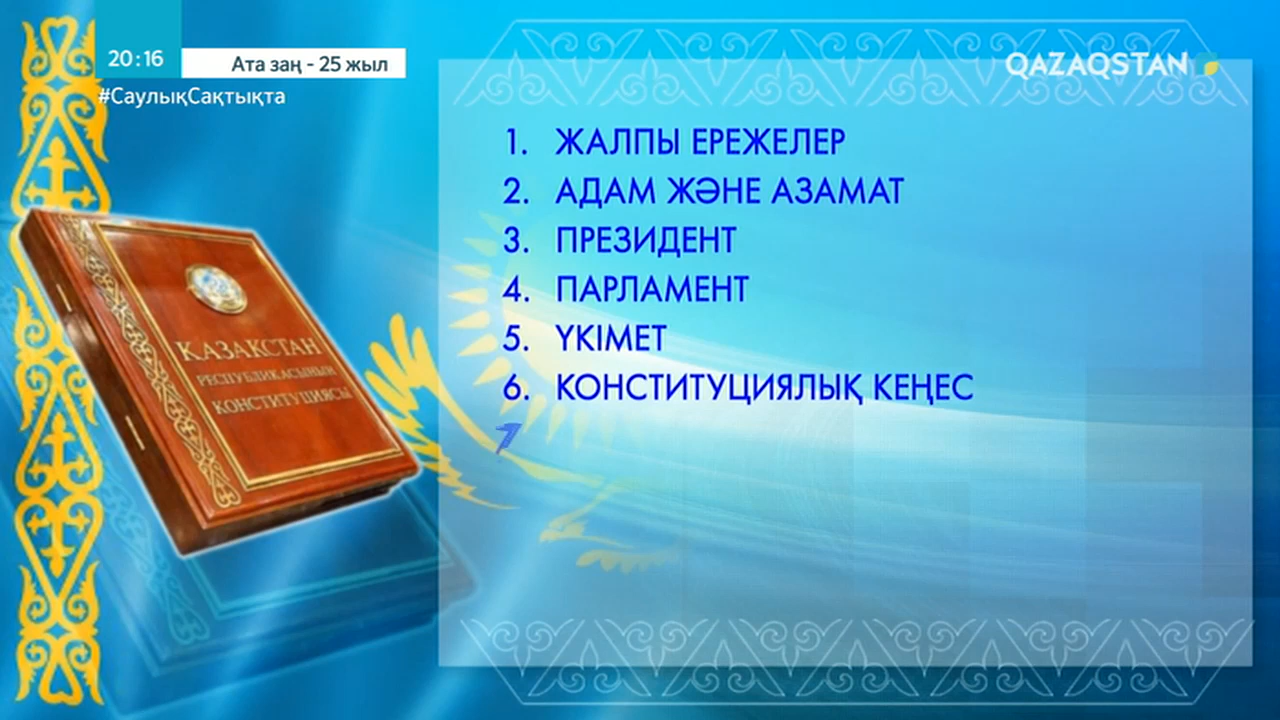 20:16
Ата заң - 25 жыл
#СаулықСақтықта
QAZAQSTAN
1. ЖАЛПЫ ЕРЕЖЕЛЕР
2. АДАМ ЖӘНЕ АЗАМАТ
3. ПРЕЗИДЕНТ
4. ПАРЛАМЕНТ
5. ҮКІМЕТ
6. КОНСТИТУЦИЯЛЫҚ КЕҢЕС
7
ҚАЗАҚСТАН
РЕСПУБЛИКАСЫНЫҢ
КОНСТИТУЦИЯСЫ